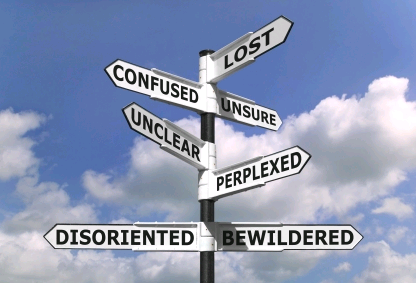 LOST
CONFUSED
UNSURE
UNCLEAR
PERPLEXED
DISORIENTED
BEWILDERED